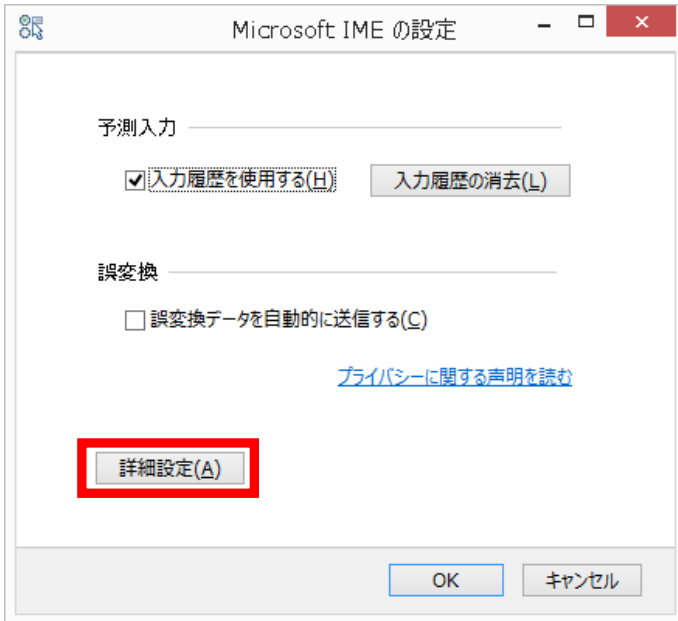 Microsoft IME の設定
予測入力
入力履歴を使用する(H)
入力履歴の消去(L)
誤変換
誤変換データを自動的に送信する(C)
プライバシーに関する声明を読む
詳細設定(A)
OK
キャンセル